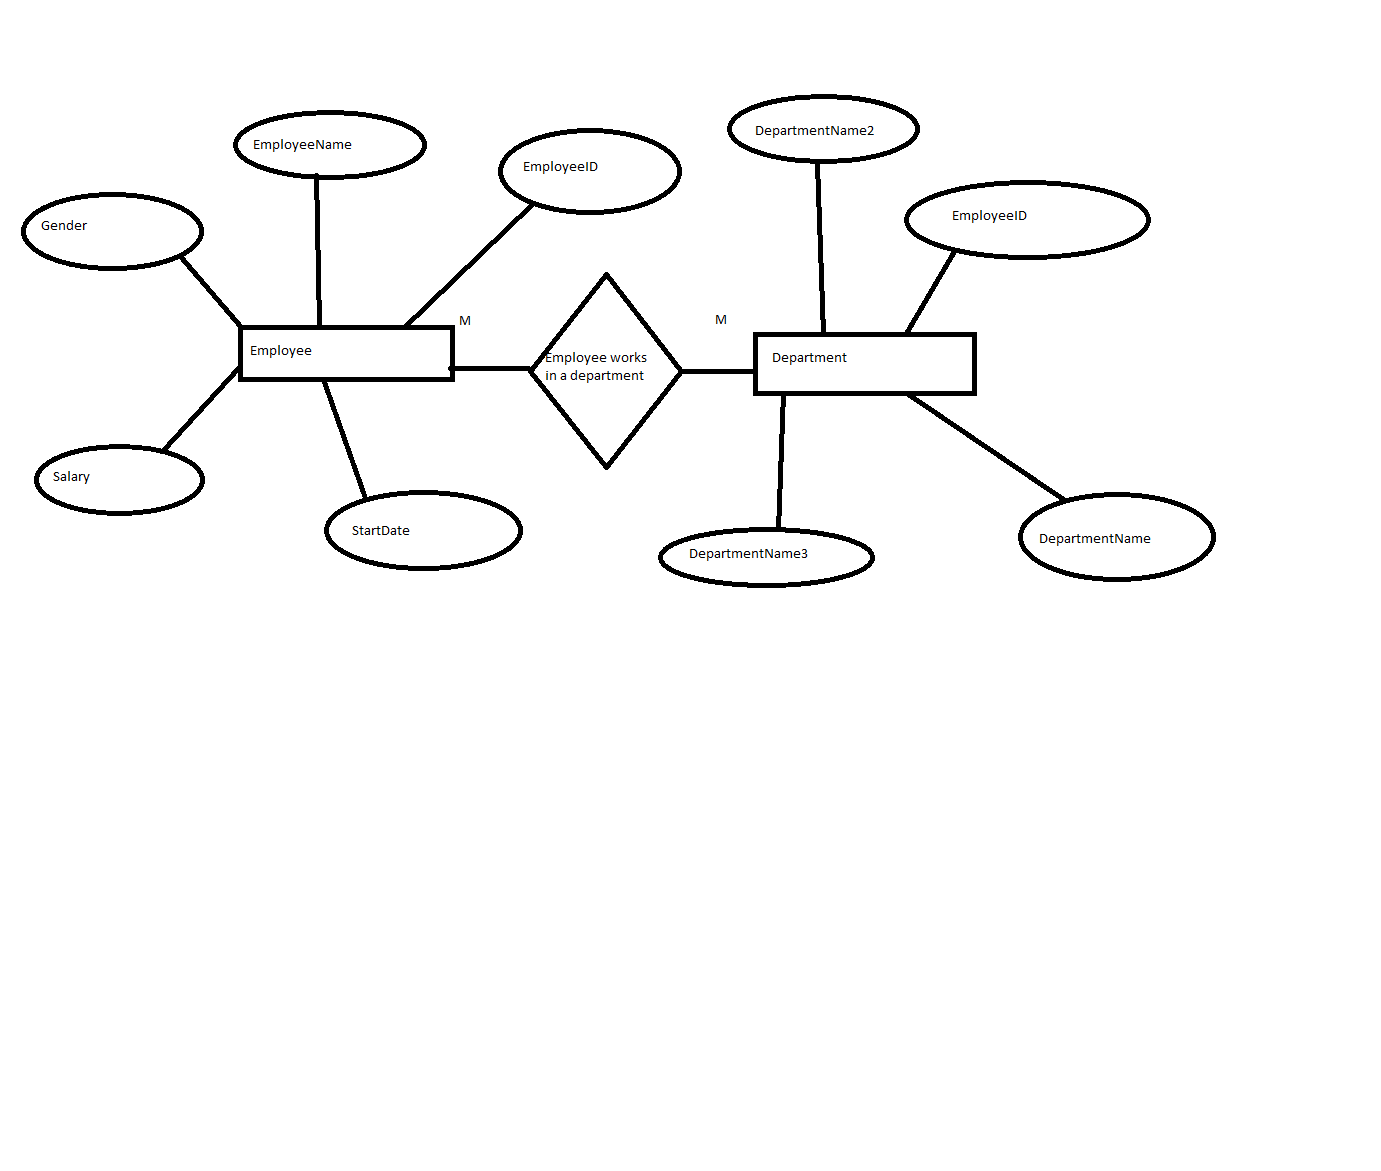 DepartmentName2
EmployeeName
EmployeeID
EmployeeID
Gender
M
M
Employee
Employee works
in a department
Department
Salary
StartDate
DepartmentName3
DepartmentName